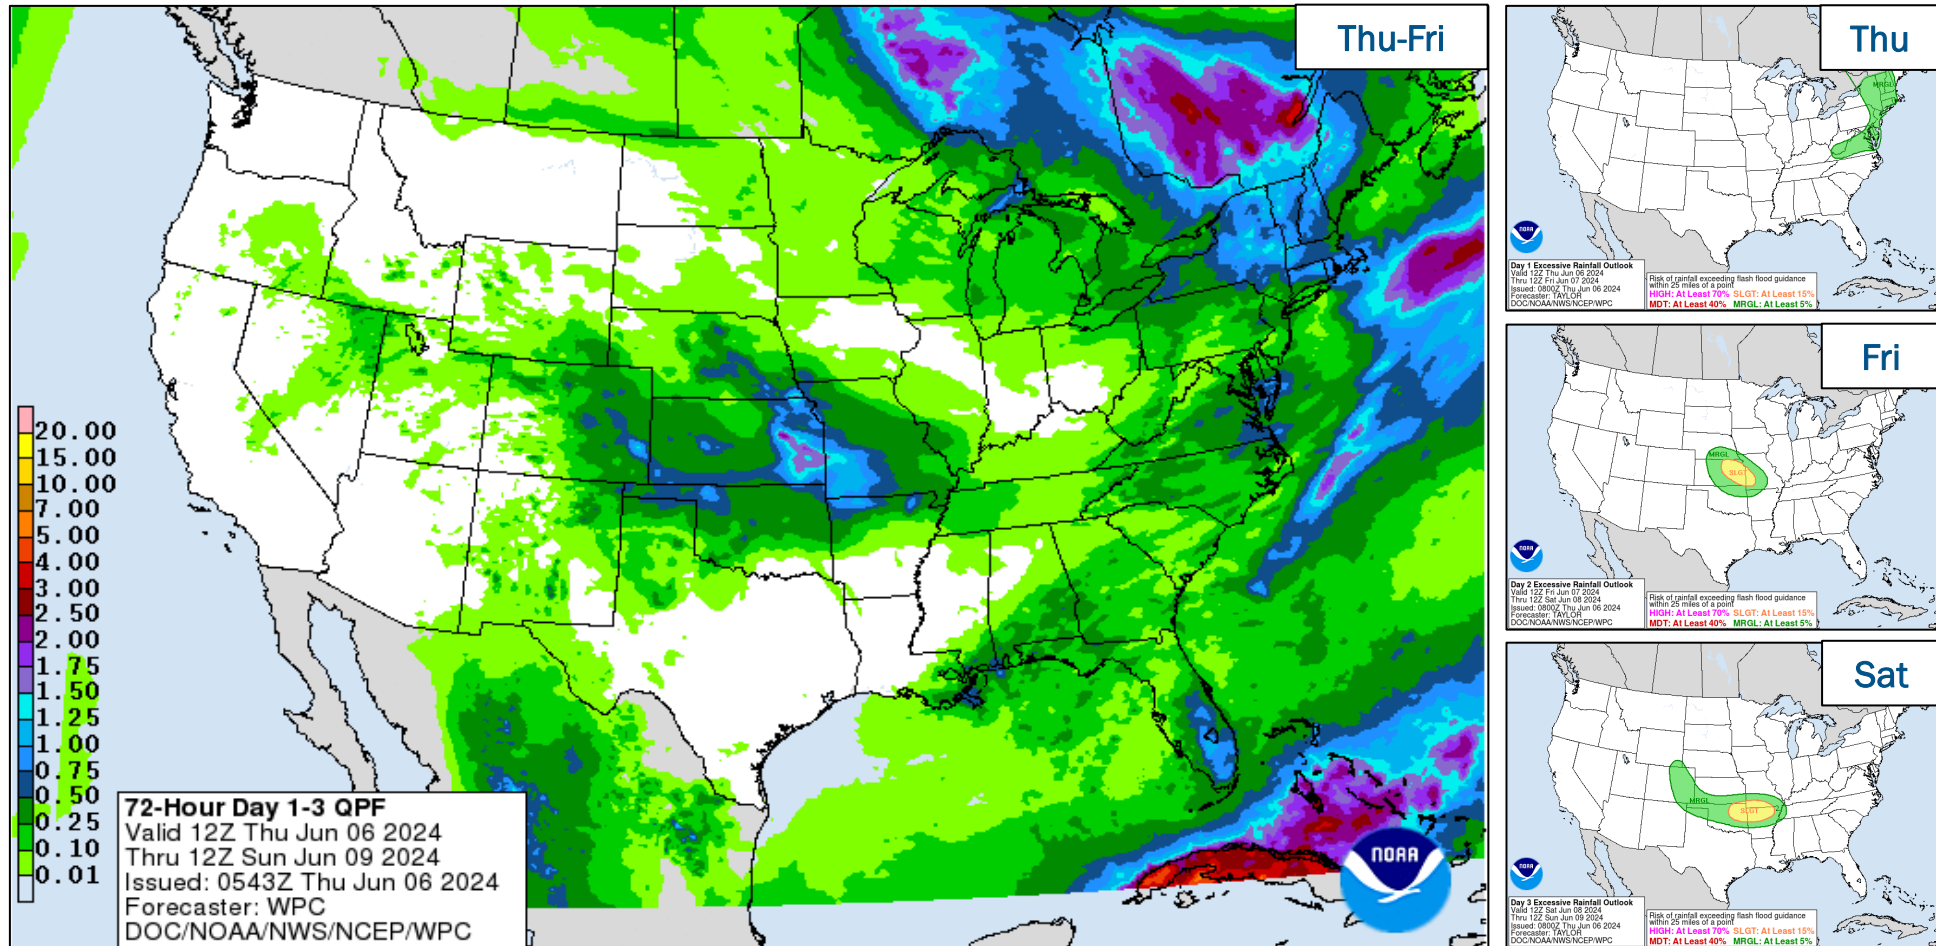 Thu-Fri
20.00
15.00
10.00
7.00
5.00
4.00
3.00
2.50
2.00
1.75
1.50
1.25
1.00
0.75
0.50
0.25
0.10
0.01
72-Hour Day 1-3 QPF
Valid 12Z Thu Jun 06 2024
Thru 12Z Sun Jun 09 2024
Issued: 0543Z Thu Jun 06 2024
Forecaster: WPC
DOC/NOAA/NWS/NCEP/WPC
NOAA
Thu
MRGL
NOAA
Day 1 Excessive Rainfall Outlook
Valid 12Z Thu Jun 06 2024
Thru 12Z Fri Jun 07 2024
Issued: 0800Z Thu Jun 06 2024
Forecaster: TAYLOR
DOC/NOAA/NWS/NCEP/WPC
Risk of rainfall exceeding flash flood guidance
within 25 miles of a point
HIGH: At Least 70% SLGT: At Least 15%
MDT: At Least 40% MRGL: At Least 5%
Fri
MRGL
SLGT
NOAA
Day 2 Excessive Rainfall Outlook
Valid 12Z Fri Jun 07 2024
Thru 12Z Sat Jun 08 2024
Issued: 0800Z Thu Jun 06 2024
Forecaster: TAYLOR
DOC/NOAA/NWS/NCEP/WPC
Risk of rainfall exceeding flash flood guidance
within 25 miles of a point
HIGH: At Least 70% SLGT: At Least 15%
MDT: At Least 40% MRGL: At Least 5%
Sat
MRGL
SLGT
NOAA
Day 3 Excessive Rainfall Outlook
Valid 12Z Sat Jun 08 2024
Thru 12Z Sun Jun 09 2024
Issued: 0800Z Thu Jun 06 2024
Forecaster: TAYLOR
DOC/NOAA/NWS/NCEP/WPC
Risk of rainfall exceeding flash flood guidance
within 25 miles of a point
HIGH: At Least 70% SLGT: At Least 15%
MDT: At Least 40% MRGL: At Least 5%